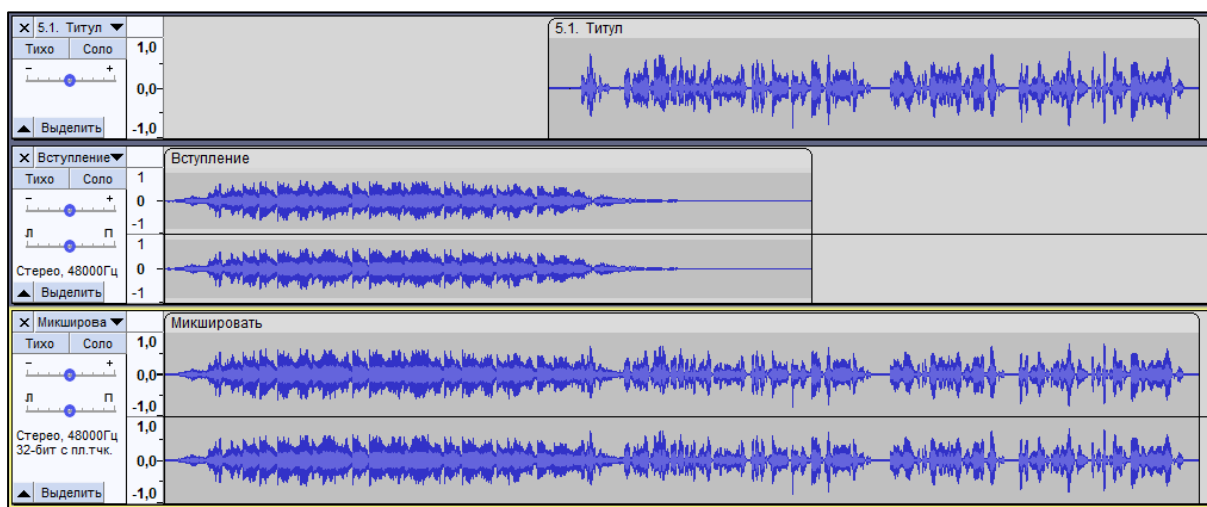 5.1. Титул
5.1. Титул
Тихо Соло
1,0
- +
0,0
Выделить
-1,0
Вступление
Вступление
Тихо Соло
1
- +
0
-1
Л П
1
Стерео, 48000Гц
0
Выделить
-1
Микширова
Микшировать
Тихо Соло
1,0
- +
0,0
Л П
-1,0
Стерео, 48000Гц
1,0
32-бит с пл.тчк.
0,0
Выделить
-1,0